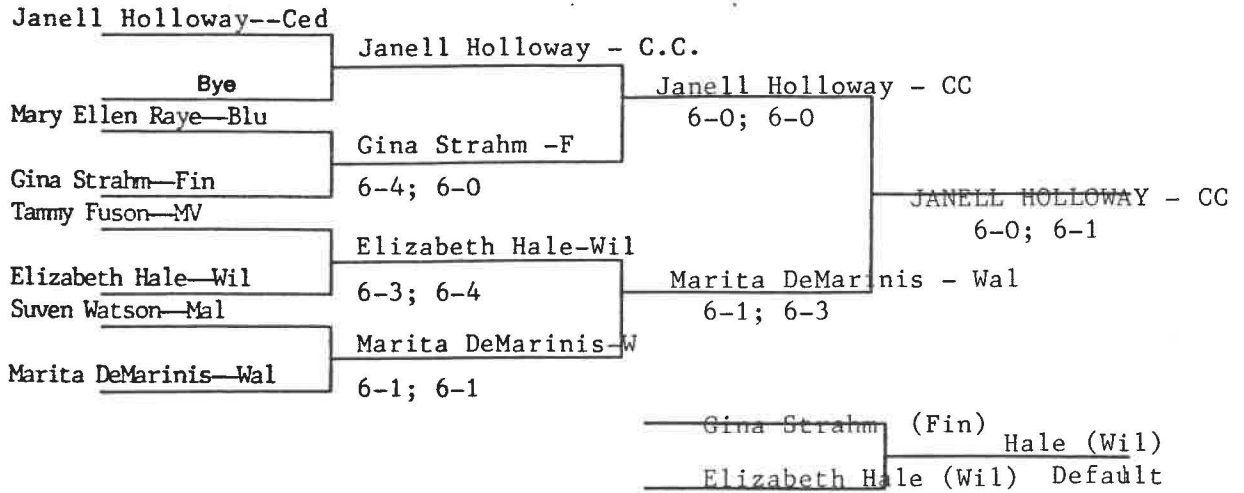 Janell Holloway--Ced
Bye
Mary Ellen Raye—Blu
Gina Strahm—Fin
Tammy Fuson—MV
Elizabeth Hale—Wil
Suven Watson—Mal
Marita DeMarinis—Wal
Janell Holloway - C.C.
Gina Strahm -F
6-4; 6-0
Elizabeth Hale-Wil
6-3; 6-4
Marita DeMarinis-W
6-1; 6-1
Janell Holloway - CC
6-0; 6-0
Marita DeMarinis - Wal
6-1; 6-3
JANELL HOLLOWAY - CC
6-0; 6-1
Gina Strahm (Fin)
Elizabeth Hale (Wil)
Hale (Wil)
Default